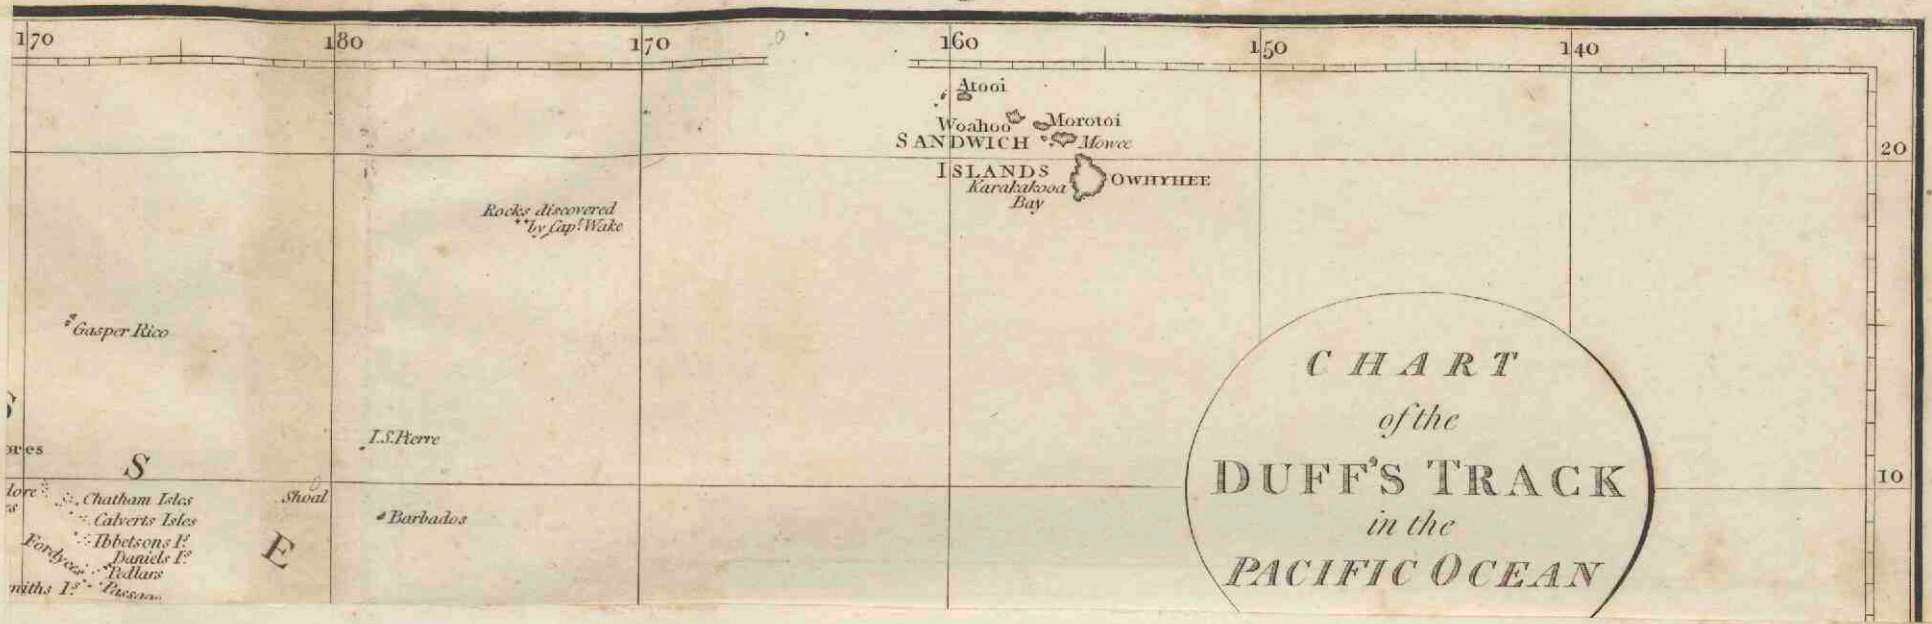 170 180 170 160 150 140
Atooi
Woahoo Morotoi
SANDWICH Mowee
20
ISLANDS OWHYHEE
Karakakooa
Bay
Rocks discovered
by Capt. Wake
Gasper Rico
CHART
of the
DUFF'S TRACK
in the
PACIFIC OCEAN
I.S. Pierre
S
10
Chatham Isles
Shoal
Calverts Isles
Barbados
Ibbetsons Is.
E
Daniels Is.
Fordyces
Pedlars